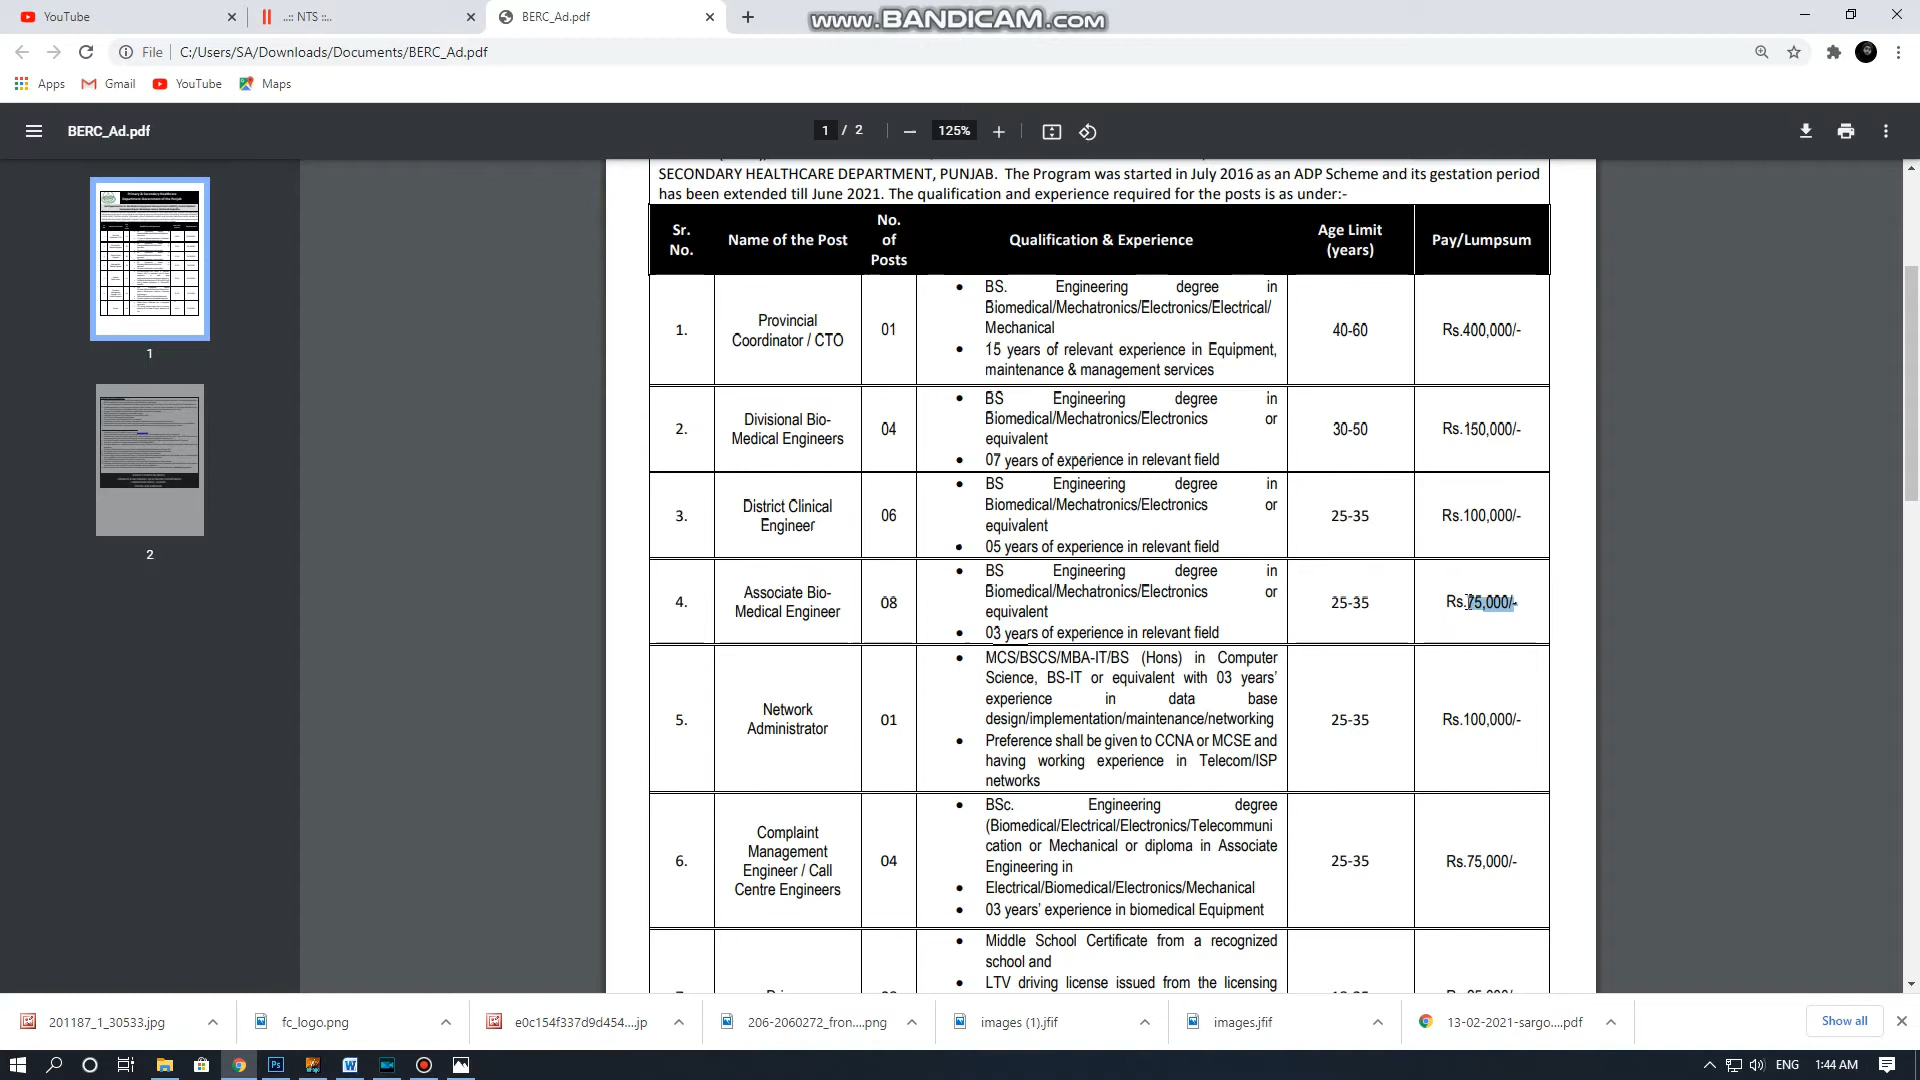 YouTube
..:: NTS ::..
BERC_Ad.pdf
www.BANDICAM.com
File
C:/Users/SA/Downloads/Documents/BERC_Ad.pdf
Apps
Gmail
YouTube
Maps
BERC_Ad.pdf
1 / 2
125%
1
2
SECONDARY HEALTHCARE DEPARTMENT, PUNJAB. The Program was started in July 2016 as an ADP Scheme and its gestation period
has been extended till June 2021. The qualification and experience required for the posts is as under:-
Sr. No.
Name of the Post
No. of Posts
Qualification & Experience
Age Limit (years)
Pay/Lumpsum
1.
Provincial
Coordinator / CTO
01
• BS. Engineering degree in
Biomedical/Mechatronics/Electronics/Electrical/
Mechanical
• 15 years of relevant experience in Equipment,
maintenance & management services
40-60
Rs.400,000/-
2.
Divisional Bio-
Medical Engineers
04
• BS Engineering degree in
Biomedical/Mechatronics/Electronics or
equivalent
• 07 years of experience in relevant field
30-50
Rs.150,000/-
3.
District Clinical
Engineer
06
• BS Engineering degree in
Biomedical/Mechatronics/Electronics or
equivalent
• 05 years of experience in relevant field
25-35
Rs.100,000/-
4.
Associate Bio-
Medical Engineer
08
• BS Engineering degree in
Biomedical/Mechatronics/Electronics or
equivalent
• 03 years of experience in relevant field
25-35
Rs.75,000/-
5.
Network
Administrator
01
• MCS/BSCS/MBA-IT/BS (Hons) in Computer
Science, BS-IT or equivalent with 03 years’
experience in data base
design/implementation/maintenance/networking
• Preference shall be given to CCNA or MCSE and
having working experience in Telecom/ISP
networks
25-35
Rs.100,000/-
6.
Complaint
Management
Engineer / Call
Centre Engineers
04
• BSc. Engineering degree
(Biomedical/Electrical/Electronics/Telecommuni
cation or Mechanical or diploma in Associate
Engineering in
• Electrical/Biomedical/Electronics/Mechanical
• 03 years’ experience in biomedical Equipment
25-35
Rs.75,000/-
• Middle School Certificate from a recognized
school and
• LTV driving license issued from the licensing
201187_1_30533.jpg
fc_logo.png
e0c154f337d9d454....jp
206-2060272_fron....png
images (1).jfif
images.jfif
13-02-2021-sargo....pdf
Show all
ENG
1:44 AM